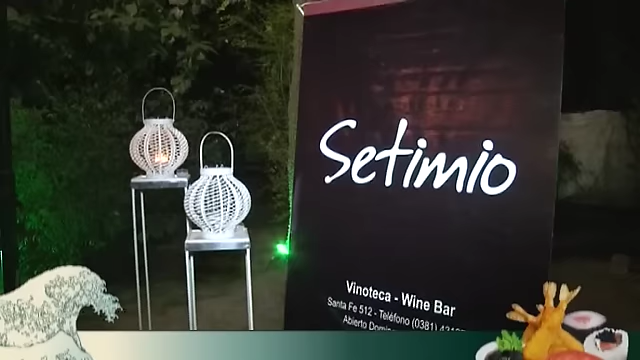 Setimio
Vinoteca - Wine Bar
Santa Fe 512 - Teléfono (0381)
Abierto